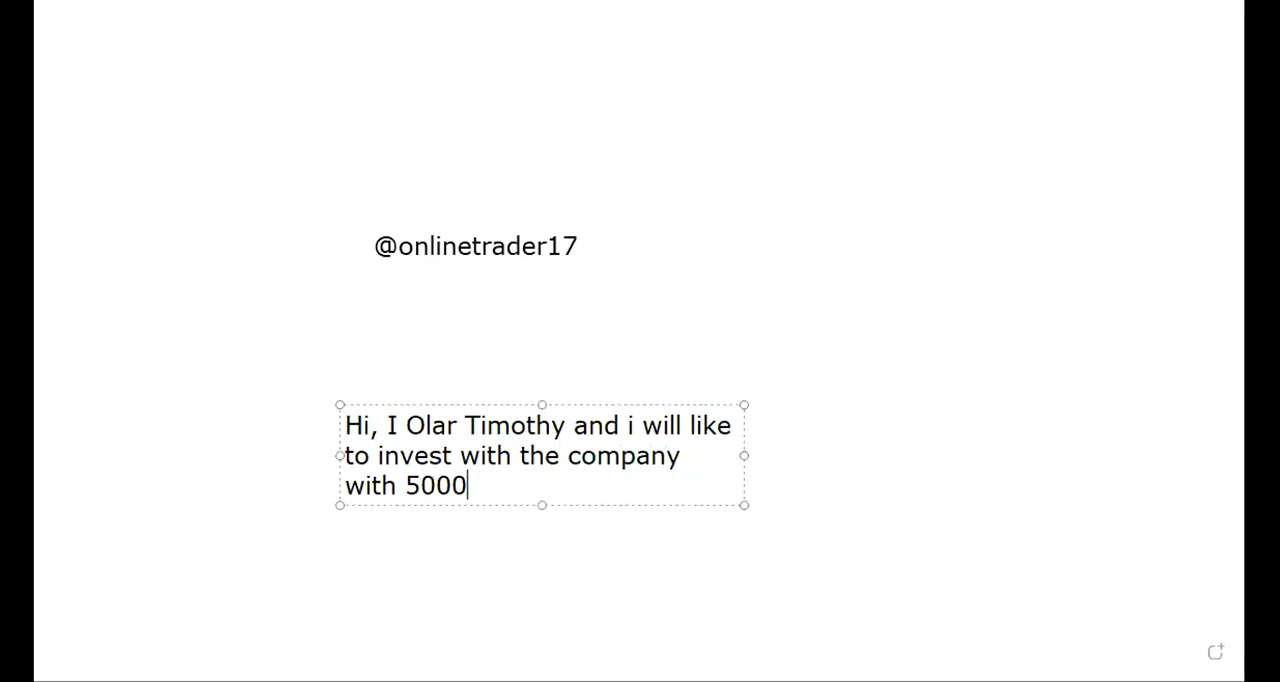 @onlinetrader17
Hi, I Olar Timothy and i will like
to invest with the company
with 5000